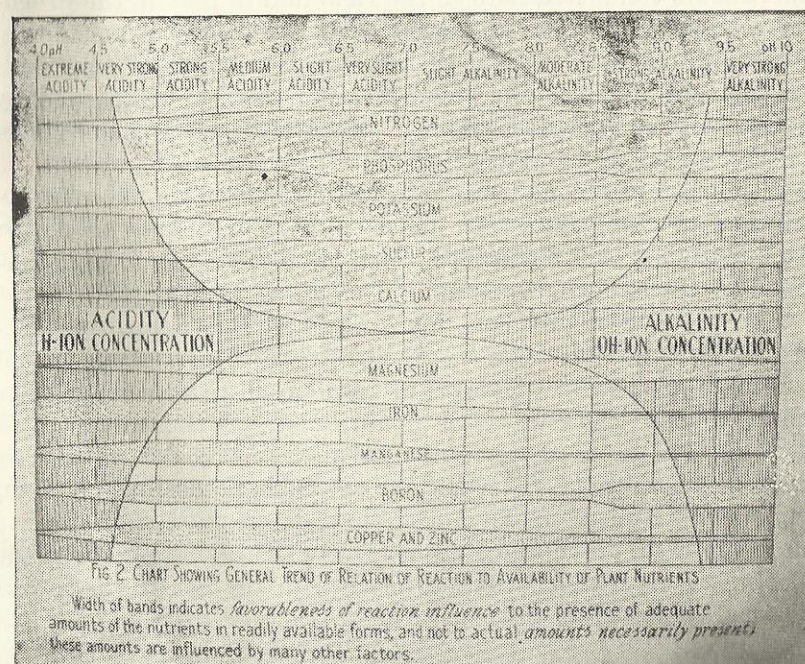 4.0pH 4.5 5.0 5.5 6.0 6.5 7.0 7.5 8.0 8.5 9.0 9.5 pH 10
EXTREME ACIDITY VERY STRONG ACIDITY STRONG ACIDITY MEDIUM ACIDITY SLIGHT ACIDITY VERY SLIGHT ACIDITY SLIGHT ALKALINITY MODERATE ALKALINITY STRONG ALKALINITY VERY STRONG ALKALINITY
NITROGEN
PHOSPHORUS
POTASSIUM
SULFUR
CALCIUM
ACIDITY
H-ION CONCENTRATION
ALKALINITY
OH-ION CONCENTRATION
MAGNESIUM
IRON
MANGANESE
BORON
COPPER AND ZINC
FIG 2. CHART SHOWING GENERAL TREND OF RELATION OF REACTION TO AVAILABILITY OF PLANT NUTRIENTS
Width of bands indicates favorableness of reaction influence to the presence of adequate
amounts of the nutrients in readily available forms, and not to actual amounts necessarily present;
these amounts are influenced by many other factors.